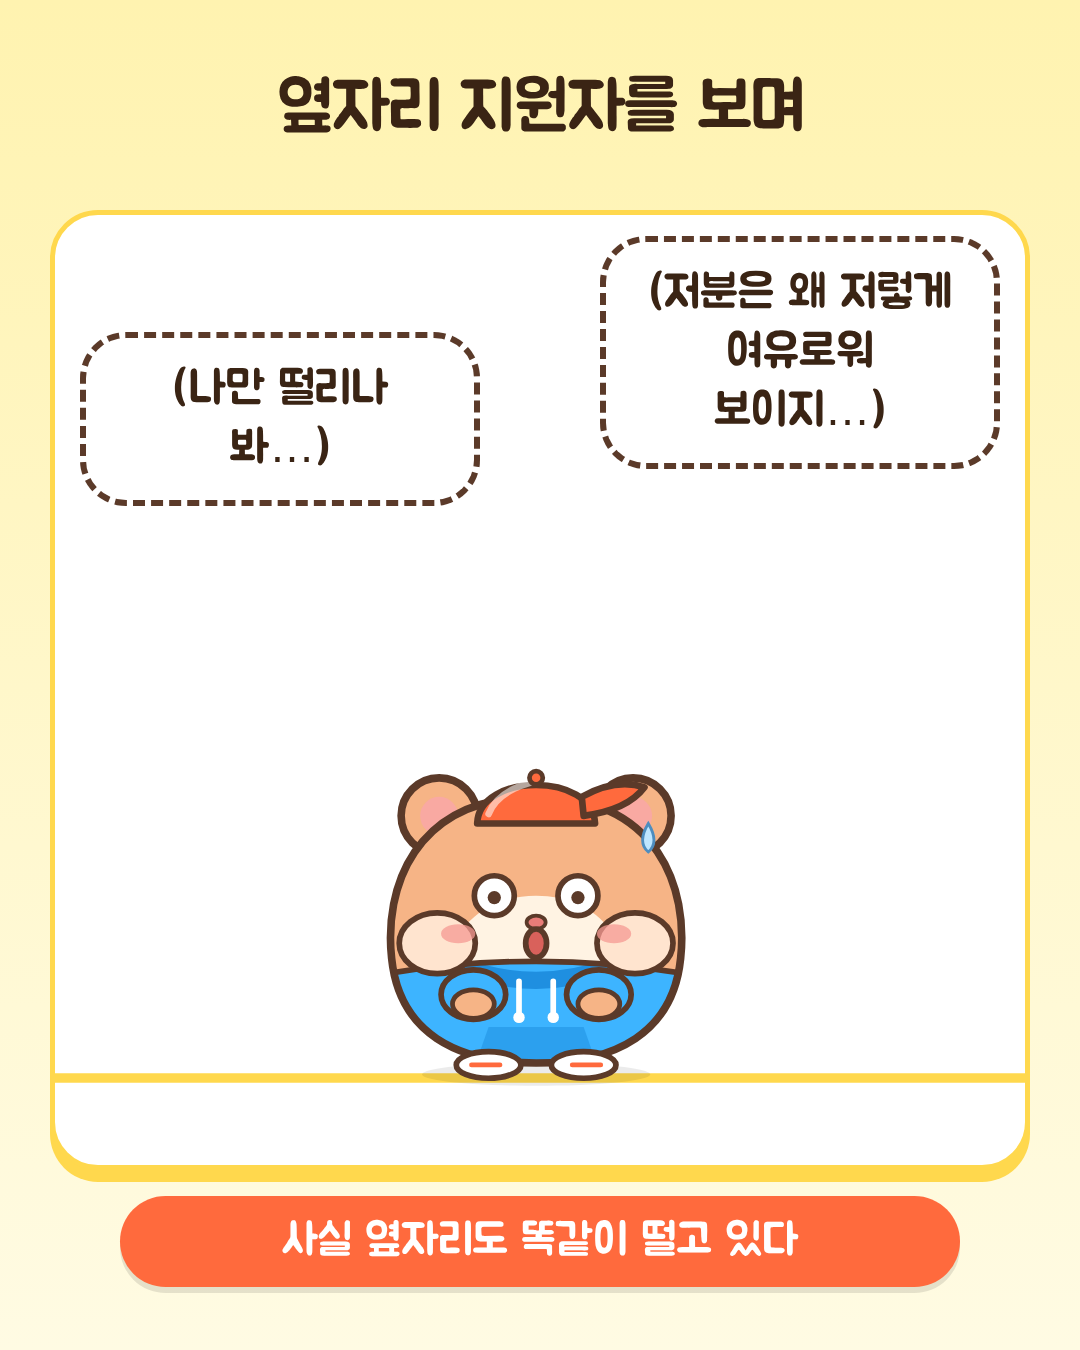 옆자리 지원자를 보며
(나만 떨리나
봐...)
(저분은 왜 저렇게
여유로워
보이지...)
사실 옆자리도 똑같이 떨고 있다